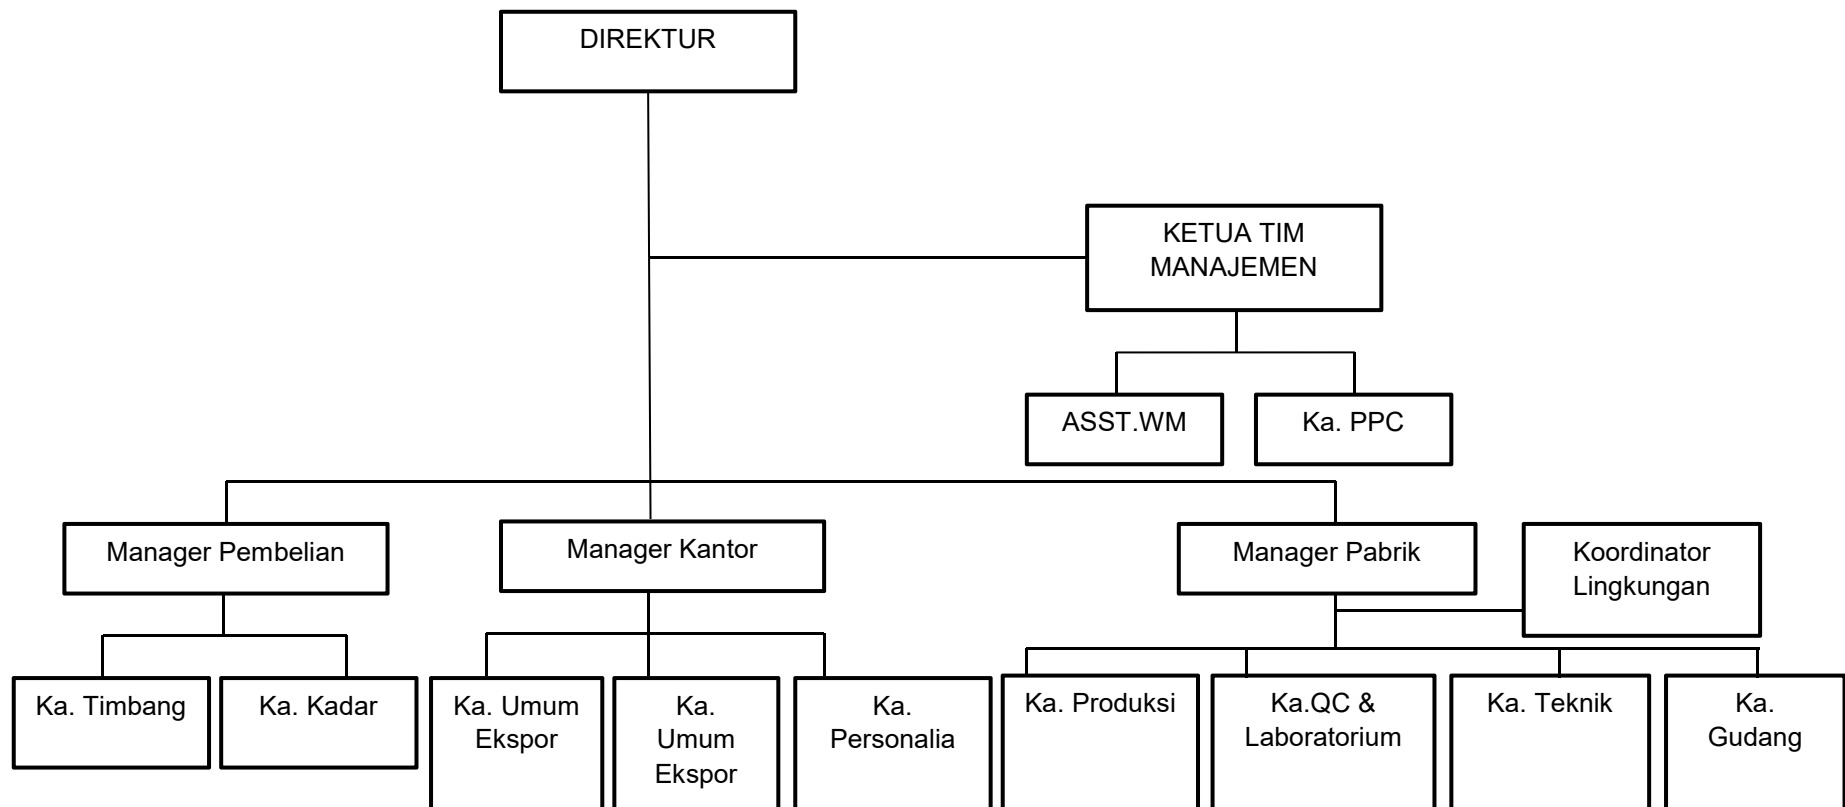 DIREKTUR
KETUA TIM
MANAJEMEN
ASST.WM
Ka. PPC
Manager Pembelian
Manager Kantor
Manager Pabrik
Koordinator
Lingkungan
Ka. Timbang
Ka. Kadar
Ka. Umum
Ekspor
Ka.
Umum
Ekspor
Ka.
Personalia
Ka. Produksi
Ka.QC &
Laboratorium
Ka. Teknik
Ka.
Gudang